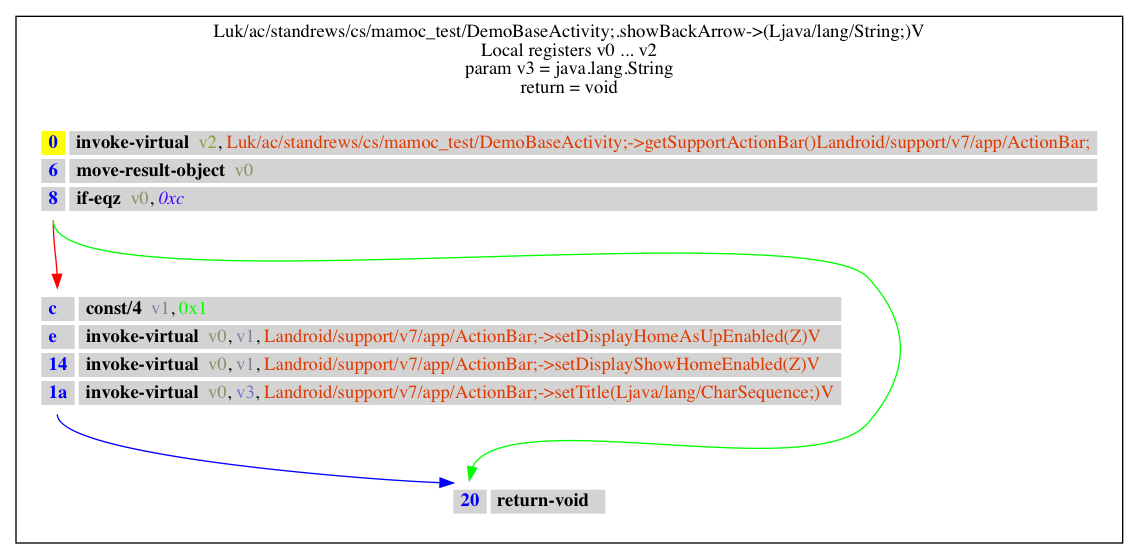 Luk/ac/standrews/cs/mamoc_test/DemoBaseActivity;.showBackArrow->(Ljava/lang/String;)V
Local registers v0 ... v2
param v3 = java.lang.String
return = void
0 invoke-virtual v2, Luk/ac/standrews/cs/mamoc_test/DemoBaseActivity;->getSupportActionBar()Landroid/support/v7/app/ActionBar;
6 move-result-object v0
8 if-eqz v0, 0xc
c const/4 v1, 0x1
e invoke-virtual v0, v1, Landroid/support/v7/app/ActionBar;->setDisplayHomeAsUpEnabled(Z)V
14 invoke-virtual v0, v1, Landroid/support/v7/app/ActionBar;->setDisplayShowHomeEnabled(Z)V
1a invoke-virtual v0, v3, Landroid/support/v7/app/ActionBar;->setTitle(Ljava/lang/CharSequence;)V
20 return-void